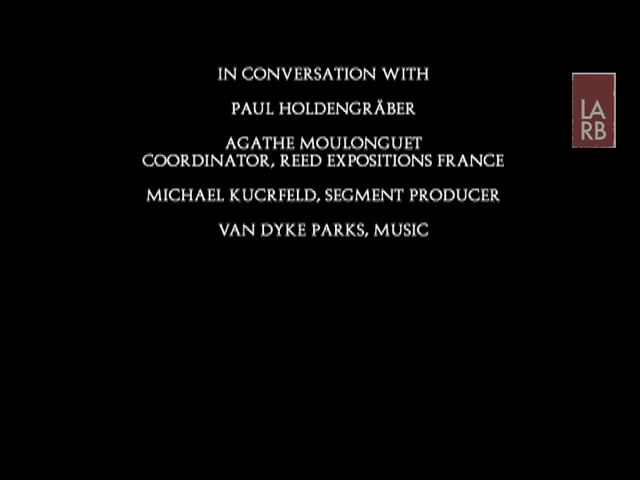 IN CONVERSATION WITH
PAUL HOLDENGRÄBER
AGATHE MOULONGUET
COORDINATOR, REED EXPOSITIONS FRANCE
MICHAEL KUCRFELD, SEGMENT PRODUCER
VAN DYKE PARKS, MUSIC
LA
RB